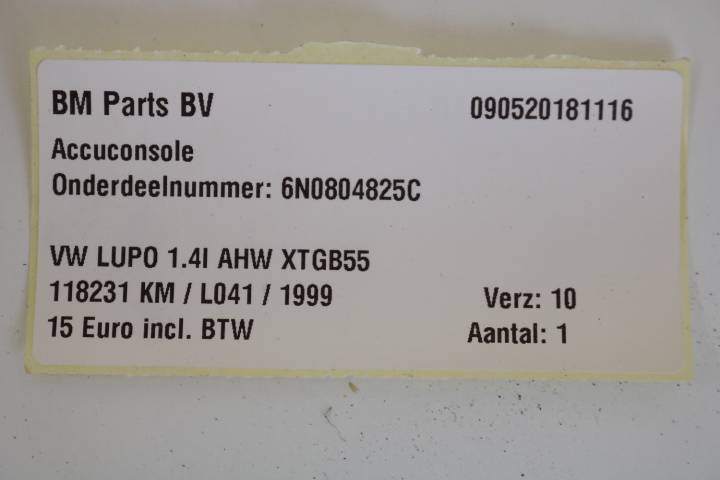 BM Parts BV 090520181116
Accuconsole
Onderdeelnummer: 6N0804825C
VW LUPO 1.4I AHW XTGB55
118231 KM / L041 / 1999 Verz: 10
15 Euro incl. BTW Aantal: 1